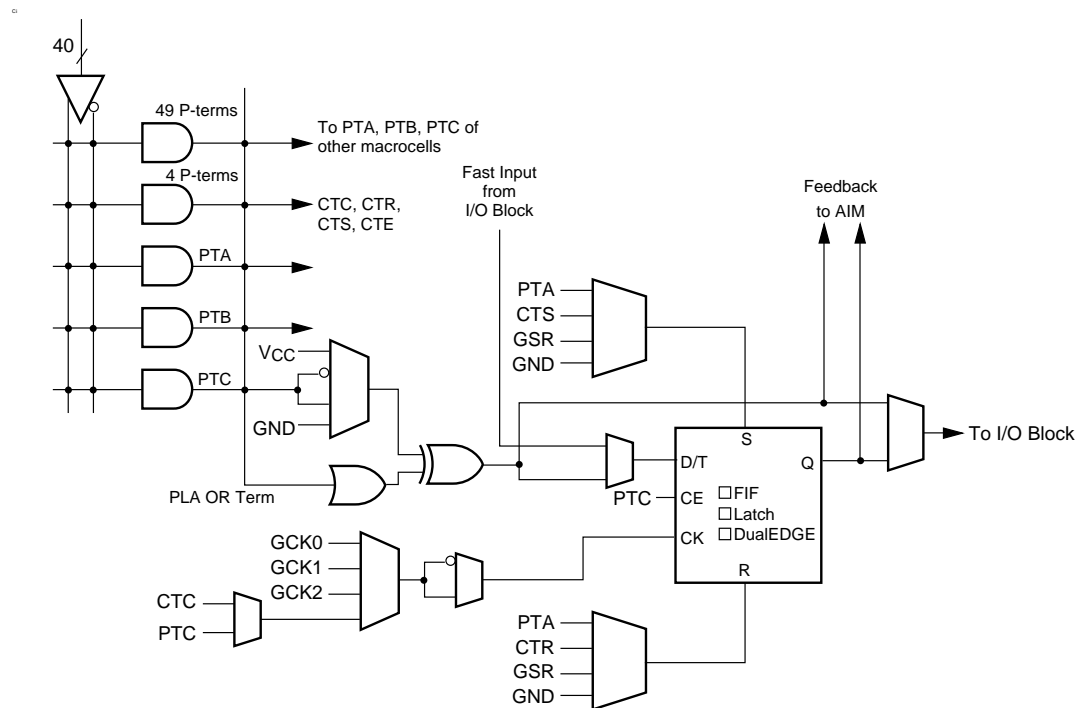 40
49 P-terms
To PTA, PTB, PTC of
other macrocells
4 P-terms
CTC, CTR,
CTS, CTE
PTA
PTB
PTC
VCC
GND
PLA OR Term
Fast Input
from
I/O Block
Feedback
to AIM
PTA
CTS
GSR
GND
S
D/T
Q
To I/O Block
PTC
CE
FIF
Latch
DualEDGE
CK
R
GCK0
GCK1
GCK2
CTC
PTC
PTA
CTR
GSR
GND